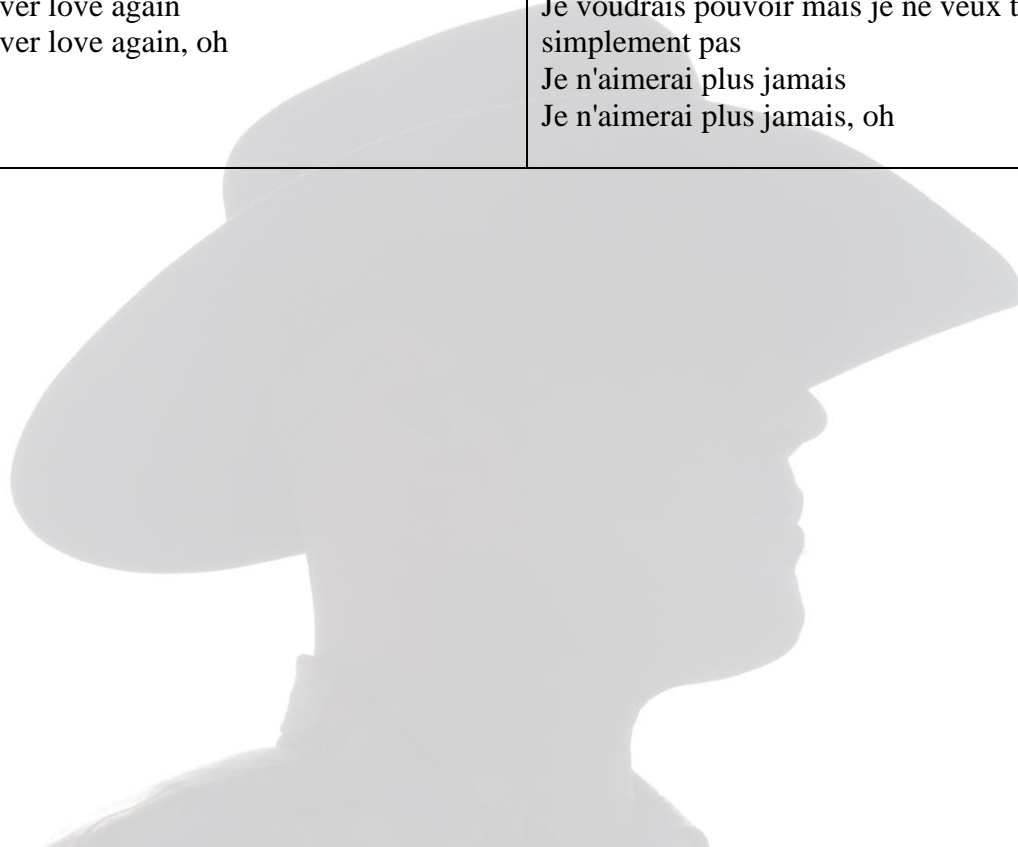 ver love again
ver love again, oh
Je voudrais pouvoir mais je ne veux t
simplement pas
Je n'aimerai plus jamais
Je n'aimerai plus jamais, oh